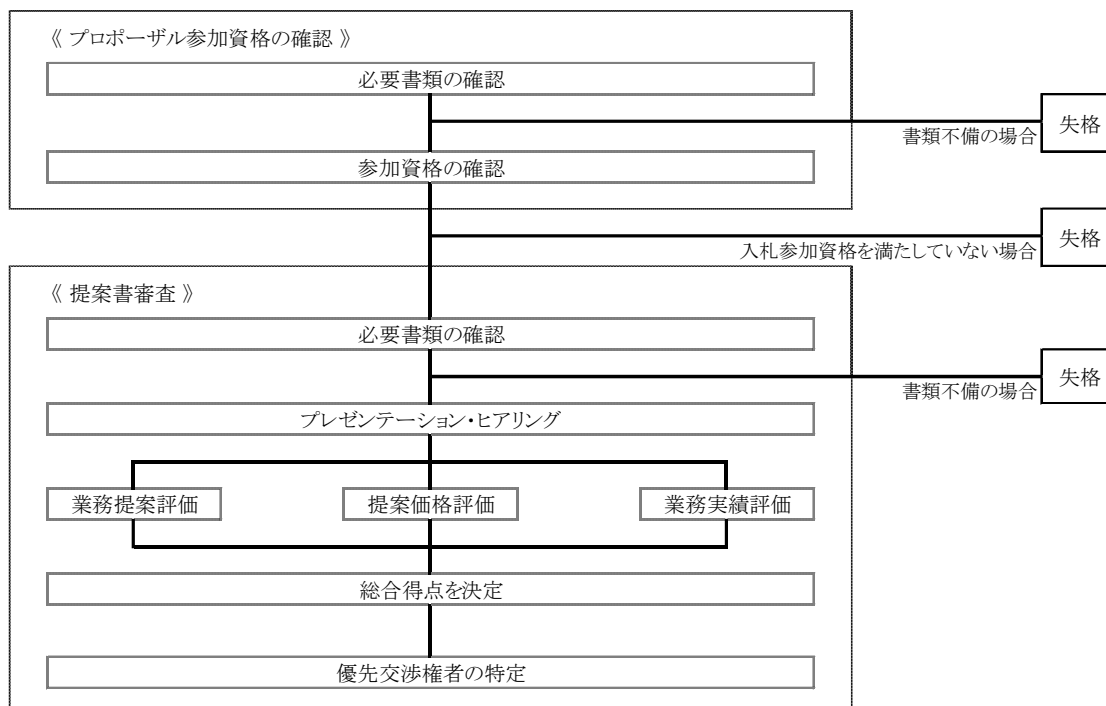 《 プロポーザル参加資格の確認 》
必要書類の確認
失格
書類不備の場合
参加資格の確認
失格
入札参加資格を満たしていない場合
《 提案書審査 》
必要書類の確認
失格
書類不備の場合
プレゼンテーション・ヒアリング
業務提案評価
提案価格評価
業務実績評価
総合得点を決定
優先交渉権者の特定